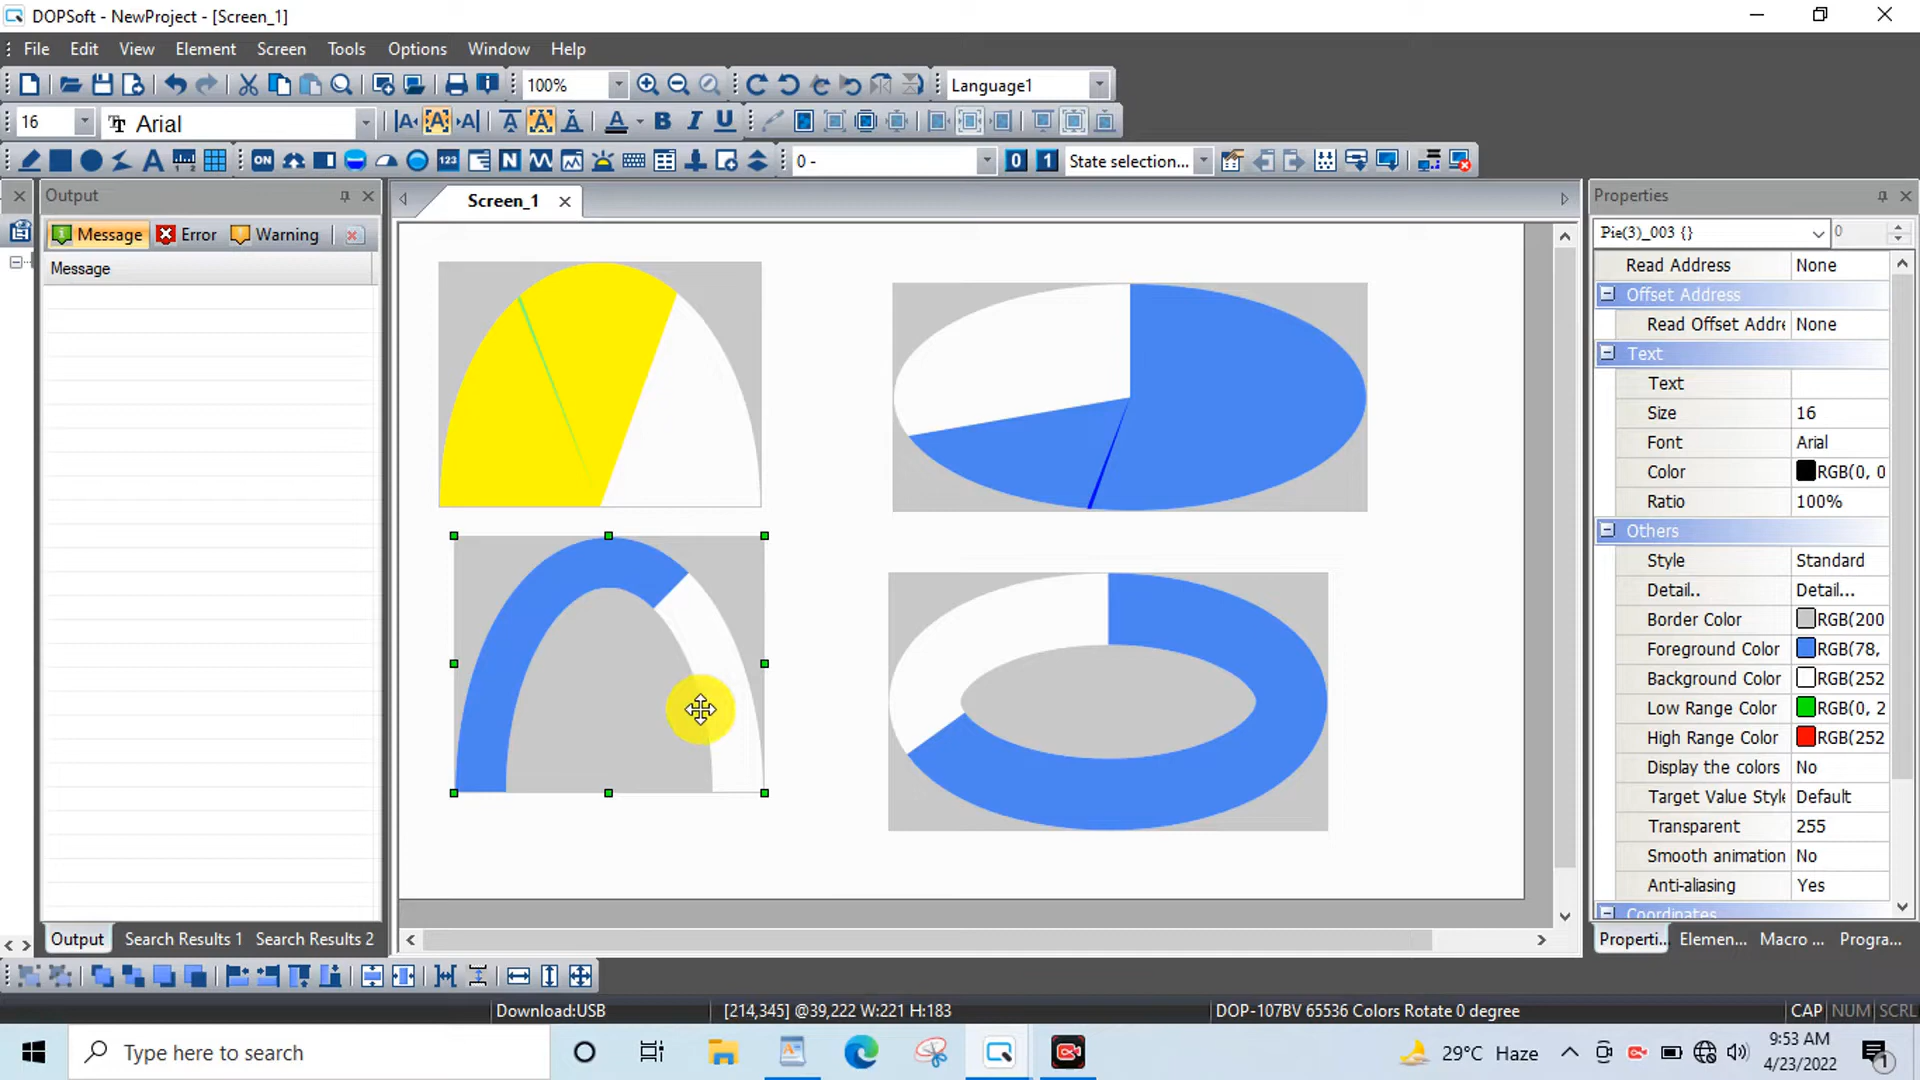 DOPSoft - NewProject - [Screen_1]
File Edit View Element Screen Tools Options Window Help
100% Language1
16 Arial
ON 123 N 0 - 0 1 State selection...
Output
Screen_1
Properties
Message Error Warning
Pie(3)_003 {} 0
Message
Read Address None
Offset Address
Read Offset Addre None
Text
Text
Size 16
Font Arial
Color RGB(0, 0
Ratio 100%
Others
Style Standard
Detail.. Detail...
Border Color RGB(200
Foreground Color RGB(78,
Background Color RGB(252
Low Range Color RGB(0, 2
High Range Color RGB(252
Display the colors No
Target Value Style Default
Transparent 255
Smooth animation No
Anti-aliasing Yes
Coordinates
Output Search Results 1 Search Results 2
Properti... Elemen... Macro ... Progra...
Download:USB [214,345] @39,222 W:221 H:183 DOP-107BV 65536 Colors Rotate 0 degree CAP NUM SCRL
Type here to search
29°C Haze
9:53 AM
4/23/2022
1